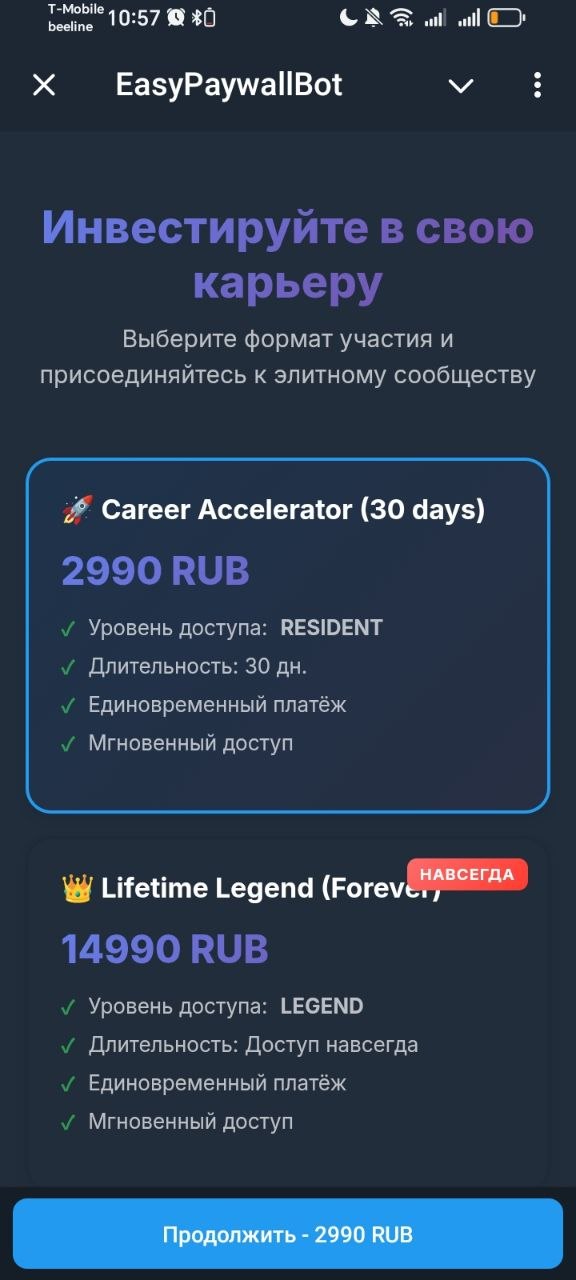 T-Mobile
beeline
10:57
EasyPaywallBot
Инвестируйте в свою
карьеру
Выберите формат участия и
присоединяйтесь к элитному сообществу
🚀 Career Accelerator (30 days)
2990 RUB
✓ Уровень доступа: RESIDENT
✓ Длительность: 30 дн.
✓ Единовременный платёж
✓ Мгновенный доступ
НАВСЕГДА
👑 Lifetime Legend (Forever)
14990 RUB
✓ Уровень доступа: LEGEND
✓ Длительность: Доступ навсегда
✓ Единовременный платёж
✓ Мгновенный доступ
Продолжить - 2990 RUB